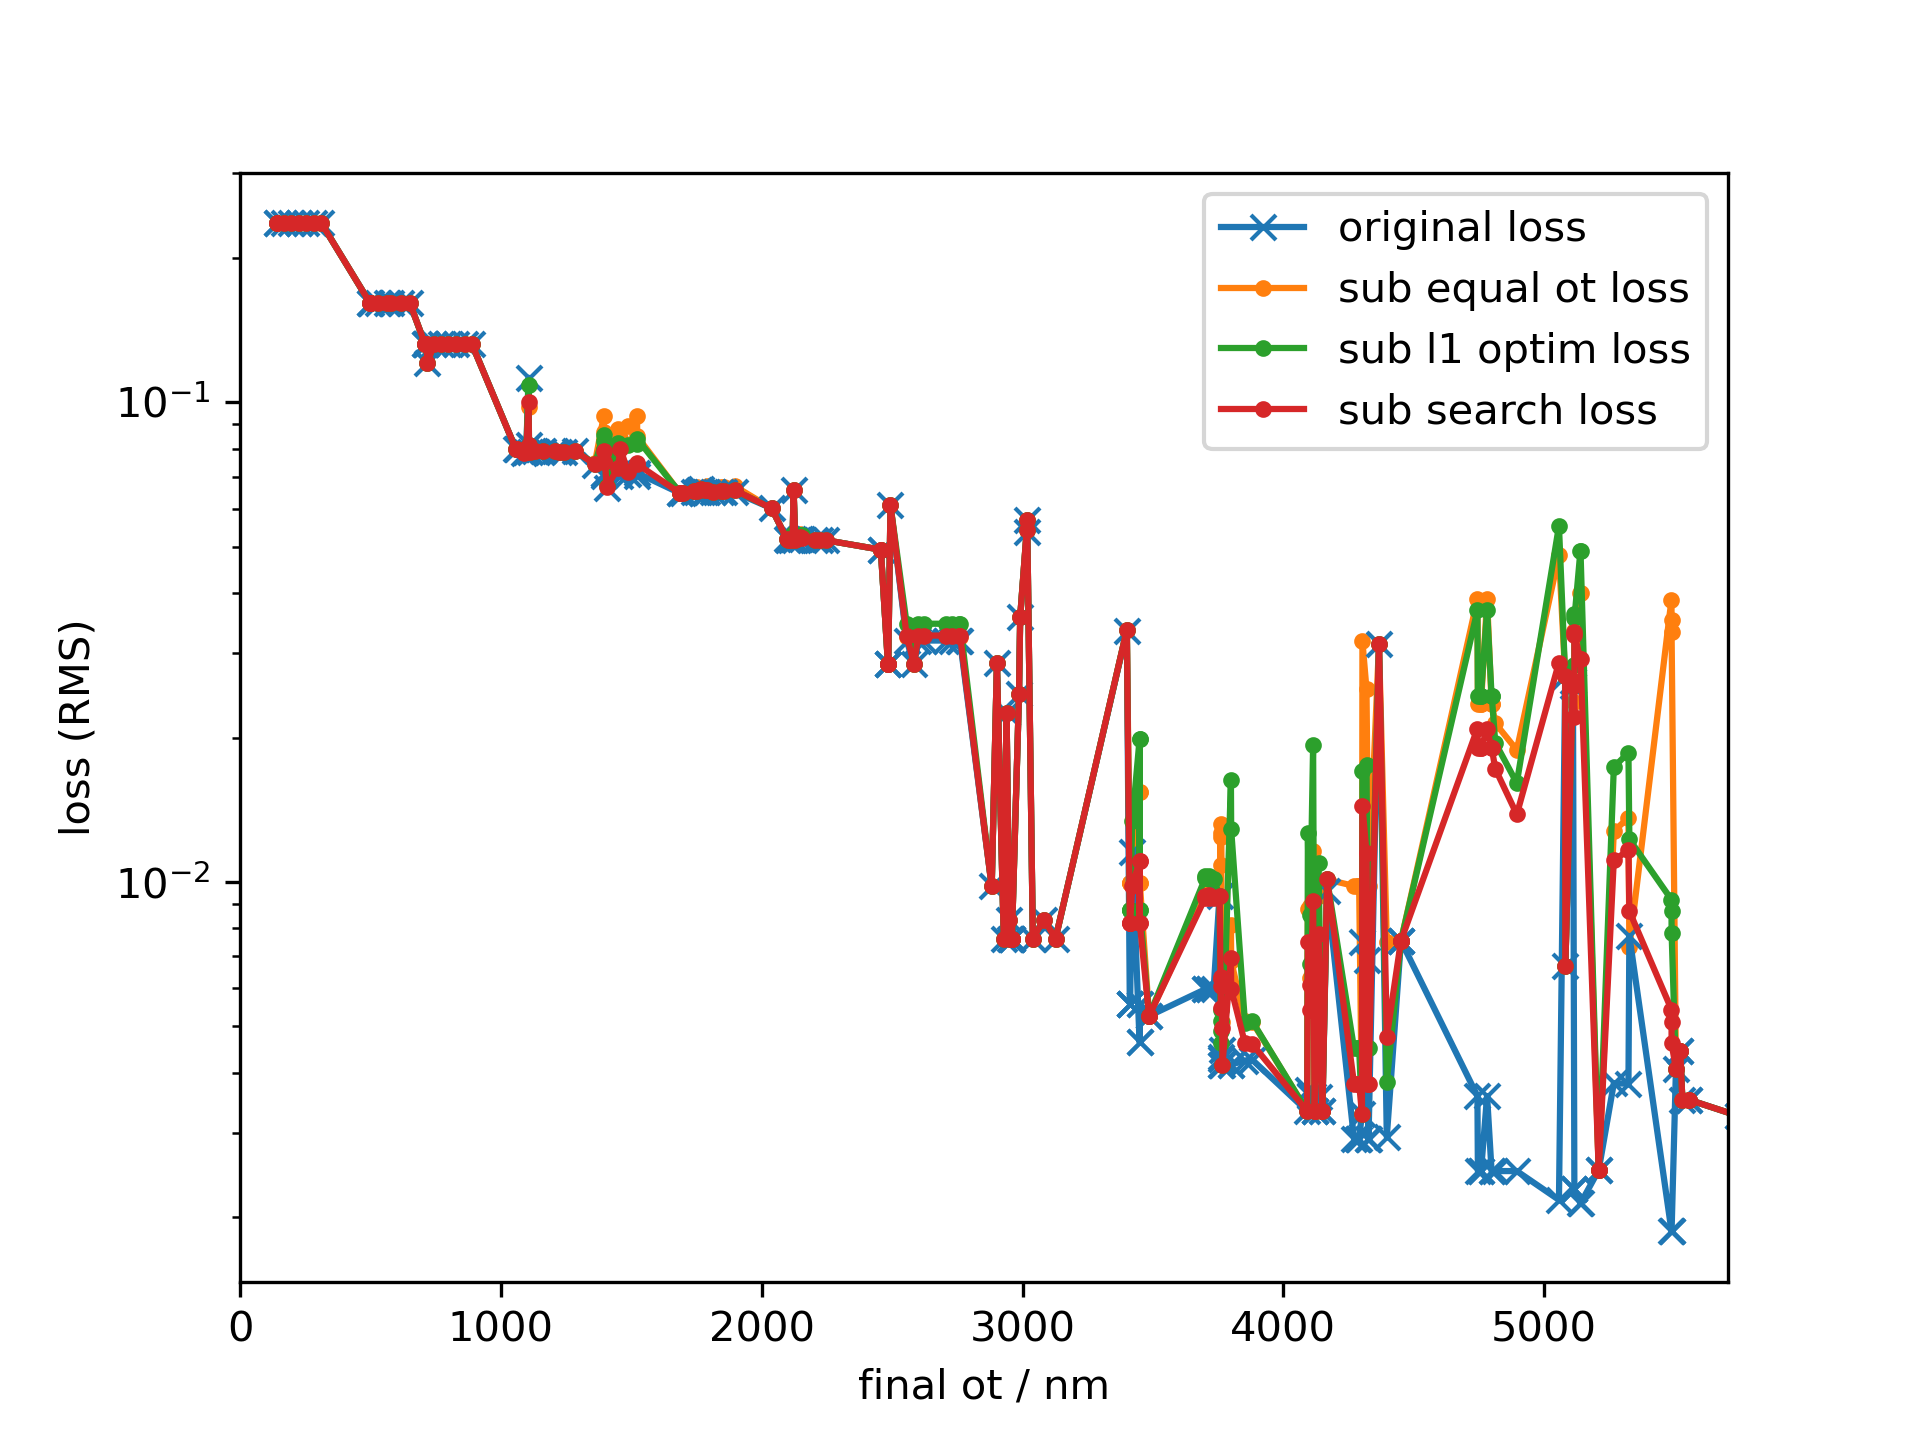 original loss
sub equal ot loss
sub l1 optim loss
sub search loss
10⁻¹
10⁻²
loss (RMS)
0 1000 2000 3000 4000 5000
final ot / nm